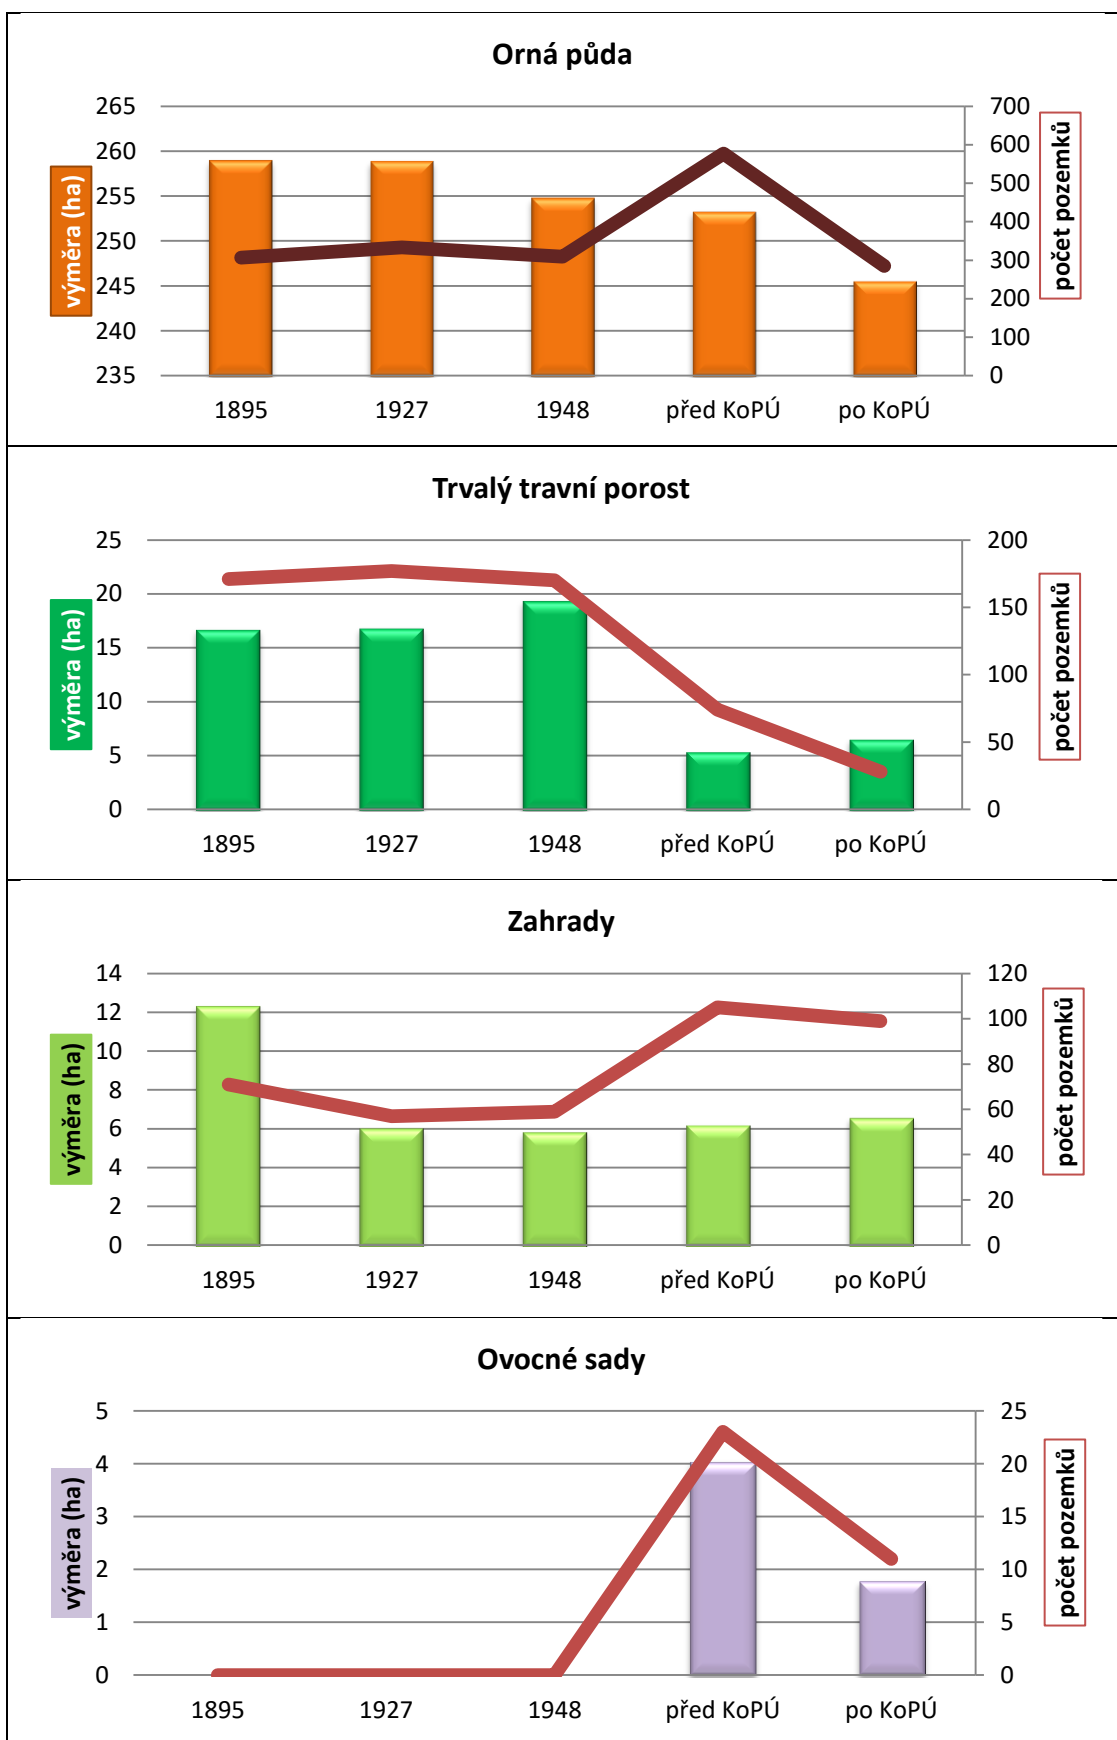 Orná půda
265 700
260 600
255 500
250 400
245 300
240 200
235 100
0
výměra (ha)
počet pozemků
1895 1927 1948 před KoPÚ po KoPÚ
Trvalý travní porost
25 200
20 150
15 100
10 50
5 0
0
výměra (ha)
počet pozemků
1895 1927 1948 před KoPÚ po KoPÚ
Zahrady
14 120
12 100
10 80
8 60
6 40
4 20
2 0
0
výměra (ha)
počet pozemků
1895 1927 1948 před KoPÚ po KoPÚ
Ovocné sady
5 25
4 20
3 15
2 10
1 5
0 0
výměra (ha)
počet pozemků
1895 1927 1948 před KoPÚ po KoPÚ